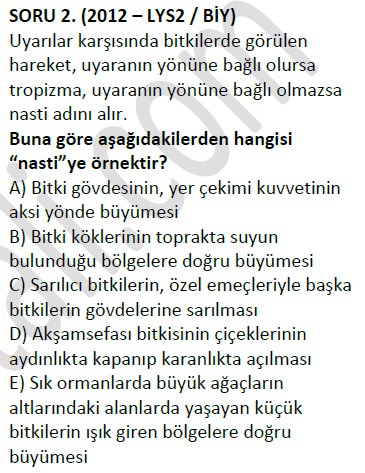 SORU 2. (2012 – LYS2 / BİY)
Uyarılar karşısında bitkilerde görülen
hareket, uyaranın yönüne bağlı olursa
tropizma, uyaranın yönüne bağlı olmazsa
nasti adını alır.
Buna göre aşağıdakilerden hangisi
“nasti”ye örnektir?
A) Bitki gövdesinin, yer çekimi kuvvetinin
aksi yönde büyümesi
B) Bitki köklerinin toprakta suyun
bulunduğu bölgelere doğru büyümesi
C) Sarılıcı bitkilerin, özel emeçleriyle başka
bitkilerin gövdelerine sarılması
D) Akşamsefası bitkisinin çiçeklerinin
aydınlıkta kapanıp karanlıkta açılması
E) Sık ormanlarda büyük ağaçların
altlarındaki alanlarda yaşayan küçük
bitkilerin ışık giren bölgelere doğru
büyümesi